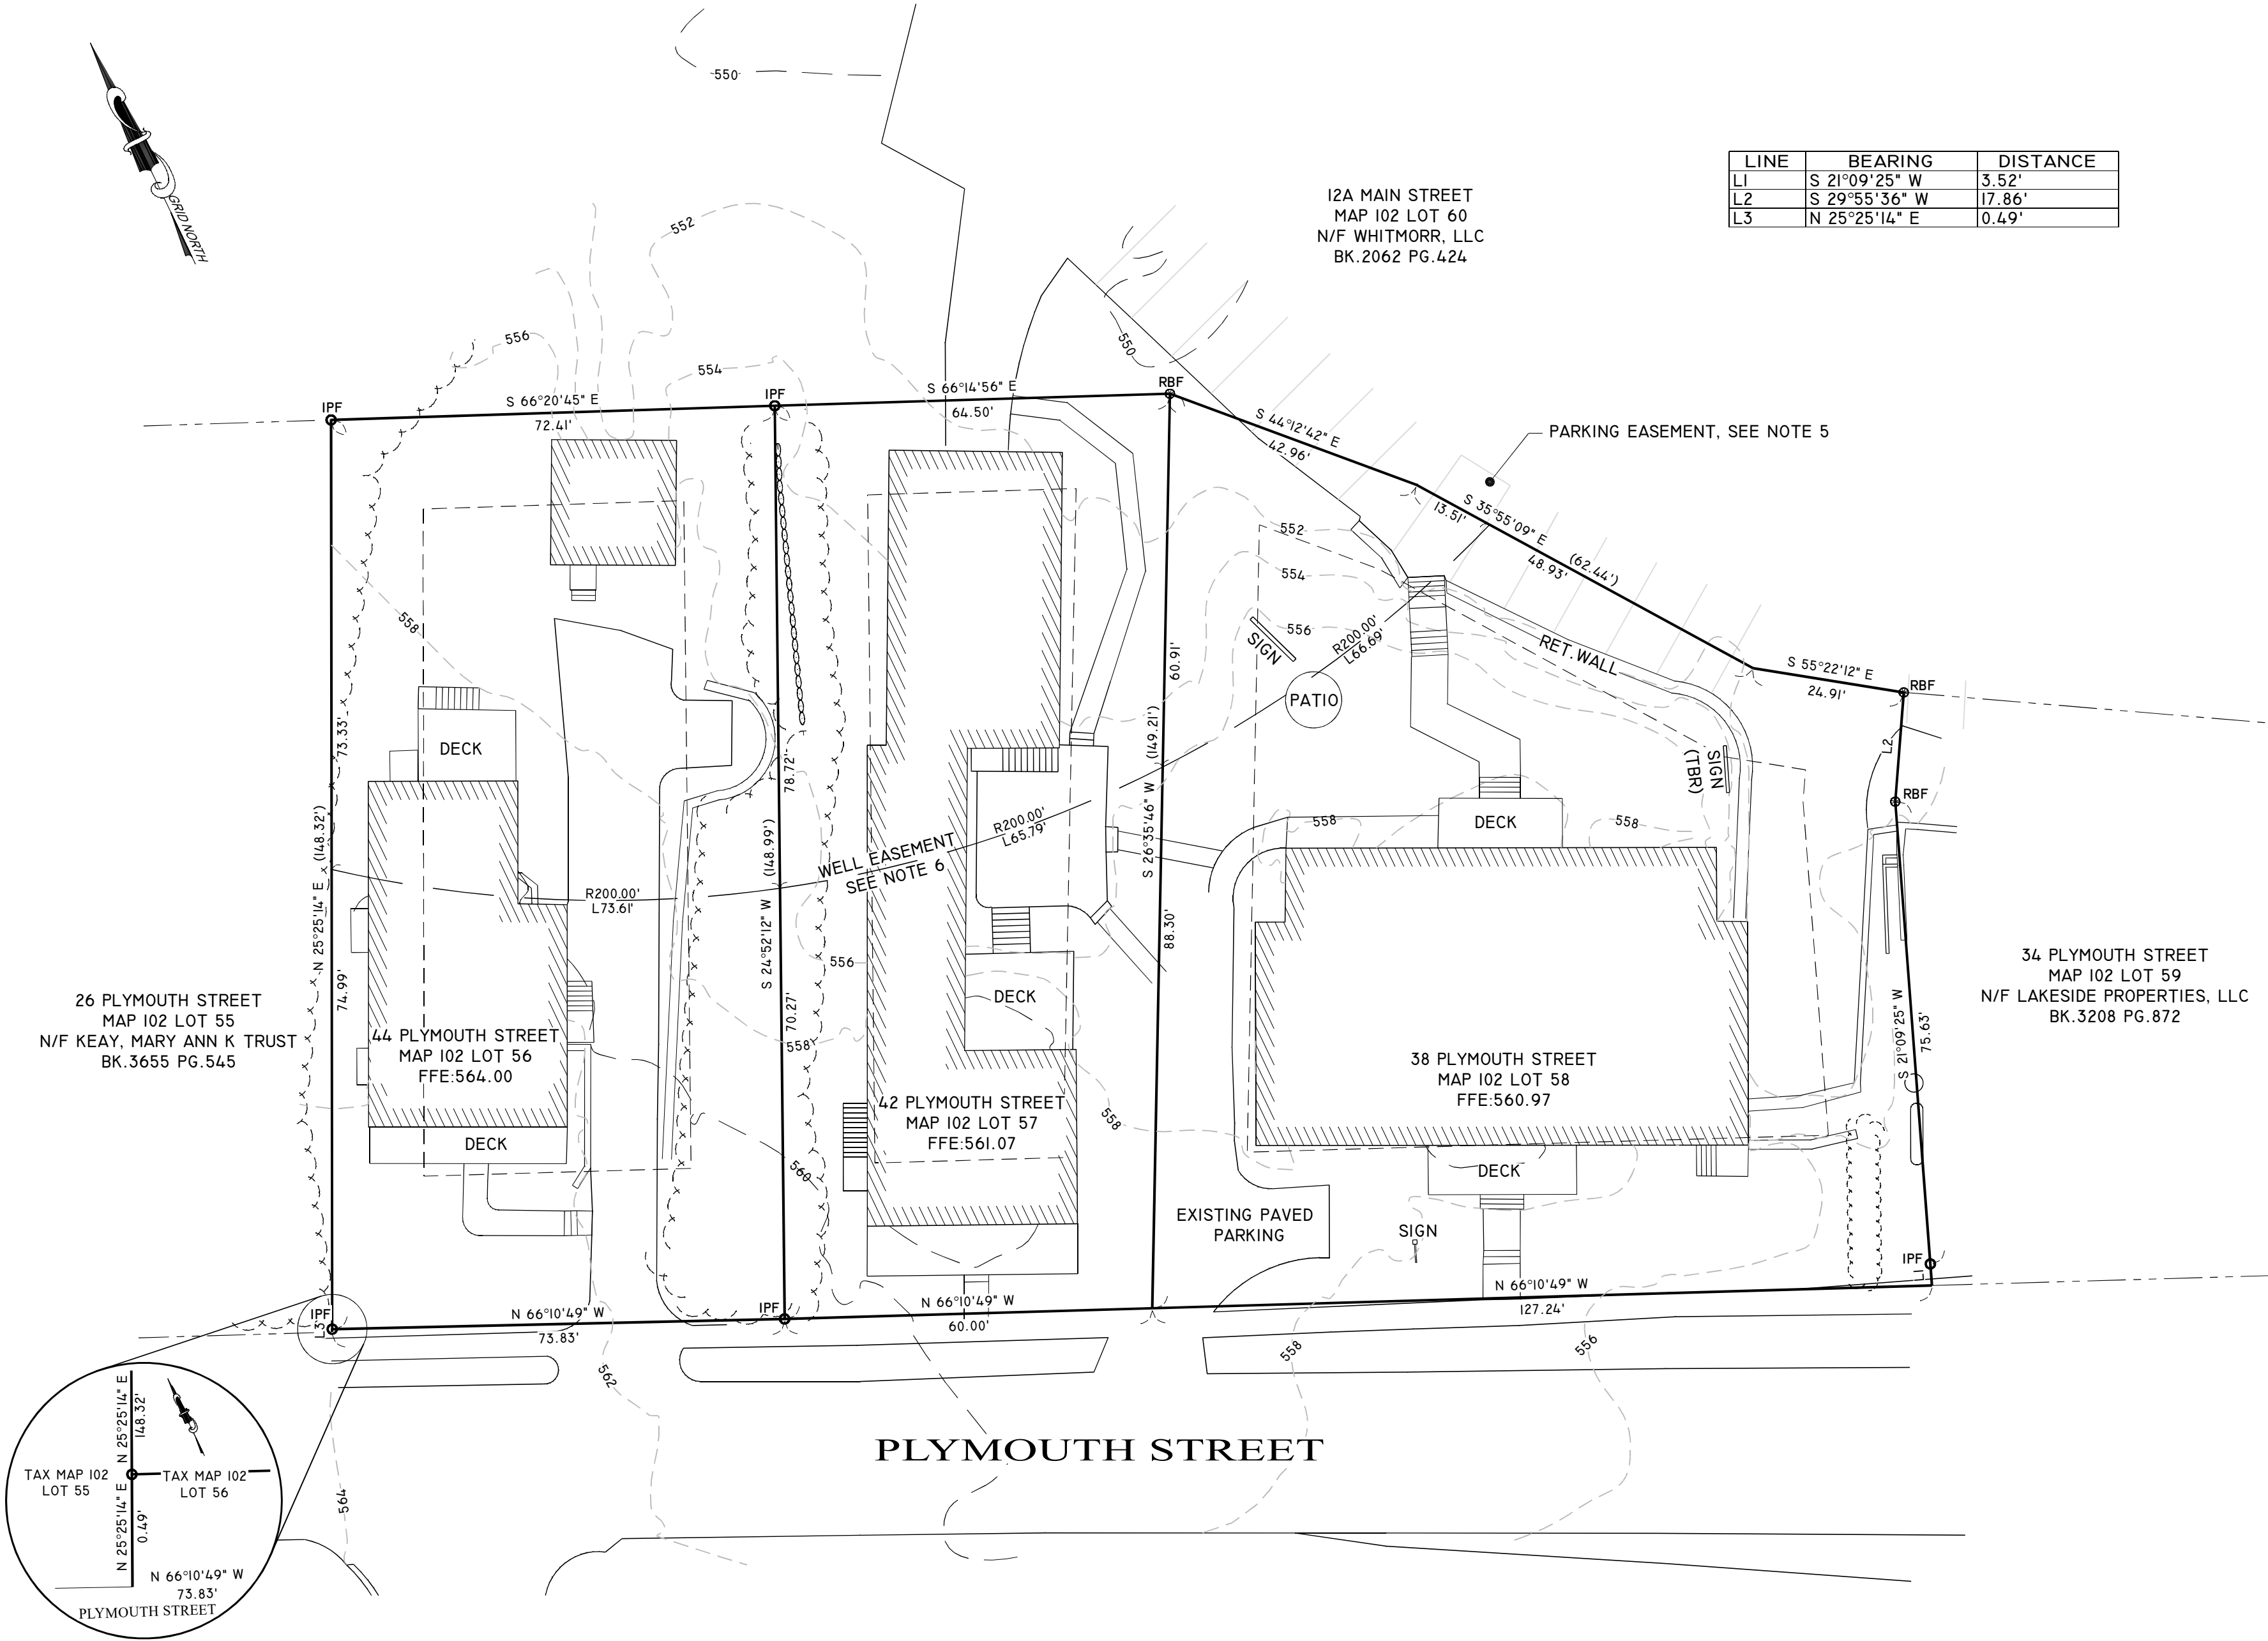 550
GRID NORTH
LINE BEARING DISTANCE
L1 S 21°09'25" W 3.52'
L2 S 29°55'36" W 17.86'
L3 N 25°25'14" E 0.49'
12A MAIN STREET
MAP 102 LOT 60
N/F WHITMORR, LLC
BK.2062 PG.424
552
556
554
550
IPF
S 66°20'45" E
72.41'
IPF
S 66°14'56" E
64.50'
RBF
S 44°12'42" E
42.96'
PARKING EASEMENT, SEE NOTE 5
13.51'
S 35°55'09" E
48.93'
(62.44')
552
554
556
558
SIGN
R200.00'
L66.69'
RET. WALL
PATIO
60.91'
S 55°22'12" E
24.91'
RBF
L2
RBF
73.33'
DECK
78.72'
SIGN
(TBR)
S 26°35'46" W (149.21')
N 25°25'14" E (148.32')
S 24°52'12" W (148.99')
R200.00'
L65.79'
WELL EASEMENT
SEE NOTE 6
R200.00'
L73.61'
558
DECK
558
88.30'
74.99'
70.27'
556
558
DECK
26 PLYMOUTH STREET
MAP 102 LOT 55
N/F KEAY, MARY ANN K TRUST
BK.3655 PG.545
44 PLYMOUTH STREET
MAP 102 LOT 56
FFE:564.00
DECK
42 PLYMOUTH STREET
MAP 102 LOT 57
FFE:561.07
558
560
38 PLYMOUTH STREET
MAP 102 LOT 58
FFE:560.97
DECK
S 21°09'25" W
75.63'
34 PLYMOUTH STREET
MAP 102 LOT 59
N/F LAKESIDE PROPERTIES, LLC
BK.3208 PG.872
EXISTING PAVED
PARKING
SIGN
IPF
L1
IPF
L3
N 66°10'49" W
73.83'
IPF
N 66°10'49" W
60.00'
N 66°10'49" W
127.24'
562
558
556
564
PLYMOUTH STREET
N 25°25'14" E
148.32'
TAX MAP 102
LOT 55
TAX MAP 102
LOT 56
N 25°25'14" E
0.49'
N 66°10'49" W
73.83'
PLYMOUTH STREET